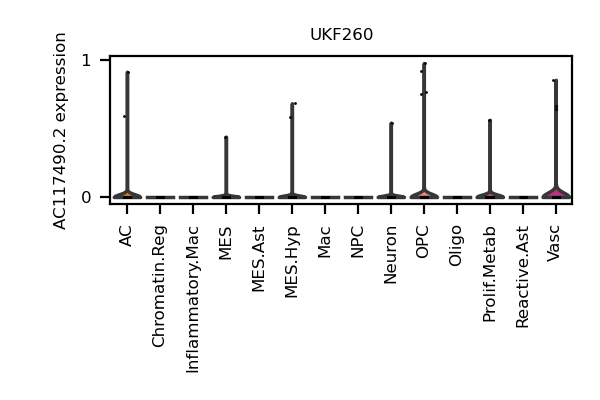 UKF260
AC117490.2 expression
1
0
AC
Chromatin.Reg
Inflammatory.Mac
MES
MES.Ast
MES.Hyp
Mac
NPC
Neuron
OPC
Oligo
Prolif.Metab
Reactive.Ast
Vasc